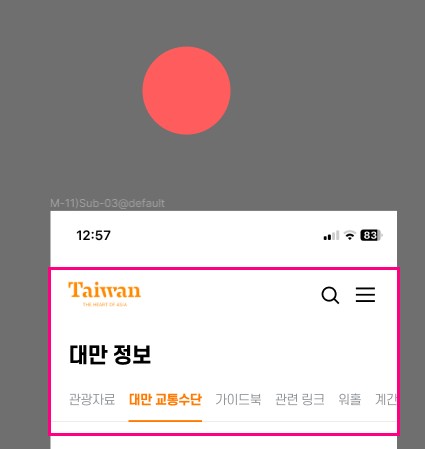 M-11)Sub-03@default
12:57
83
Taiwan
THE HEART OF ASIA
대만 정보
관광자료 대만 교통수단 가이드북 관련 링크 워홀 계간